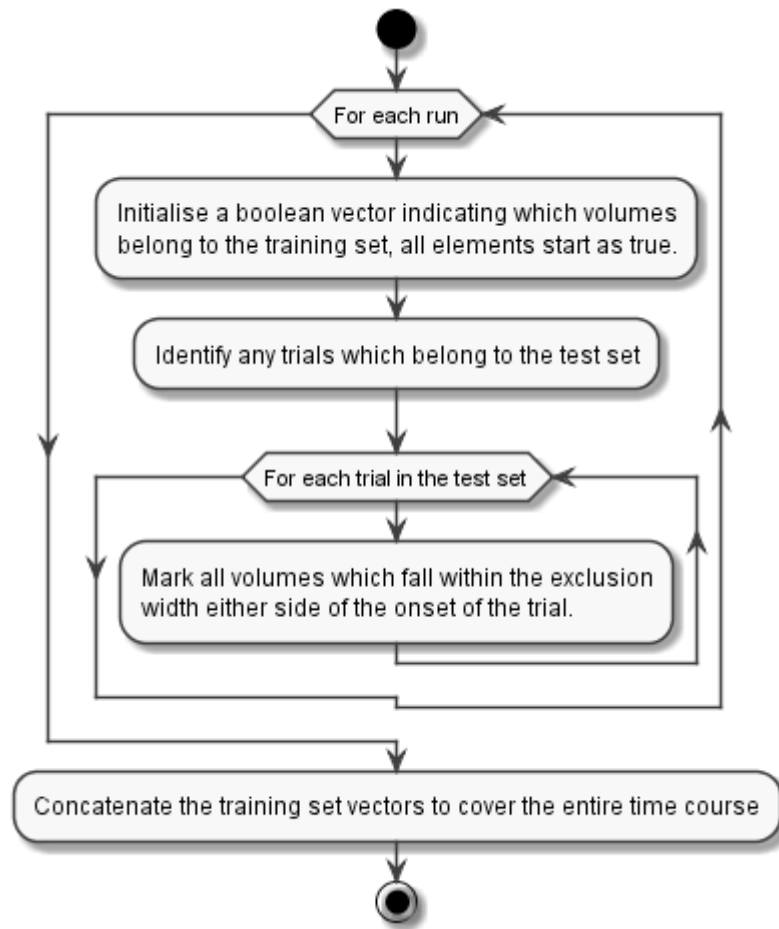 For each run
Initialise a boolean vector indicating which volumes
belong to the training set, all elements start as true.
Identify any trials which belong to the test set
For each trial in the test set
Mark all volumes which fall within the exclusion
width either side of the onset of the trial.
Concatenate the training set vectors to cover the entire time course